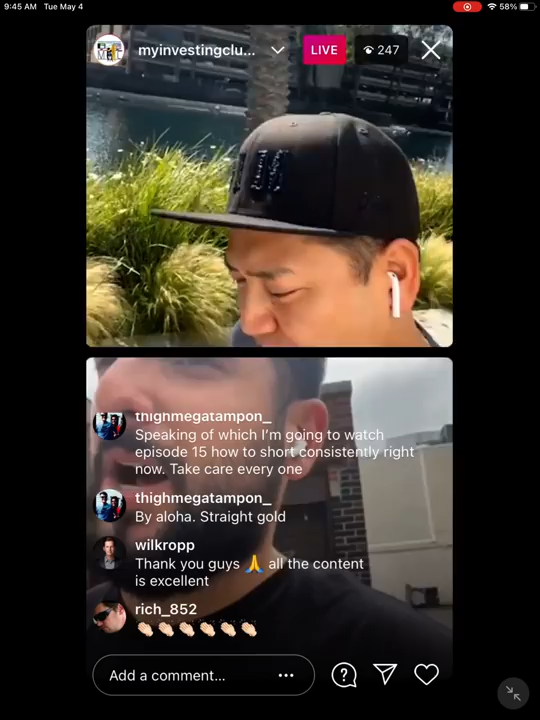 9:45 AM Tue May 4
58%
myinvestingclu...
LIVE
247
thighmegatampon_
Speaking of which I'm going to watch
episode 15 how to short consistently right
now. Take care every one
thighmegatampon_
By aloha. Straight gold
wilkropp
Thank you guys 🙏 all the content
is excellent
rich_852
👏🏻👏🏻👏🏻👏🏻👏🏻👏🏻
Add a comment...